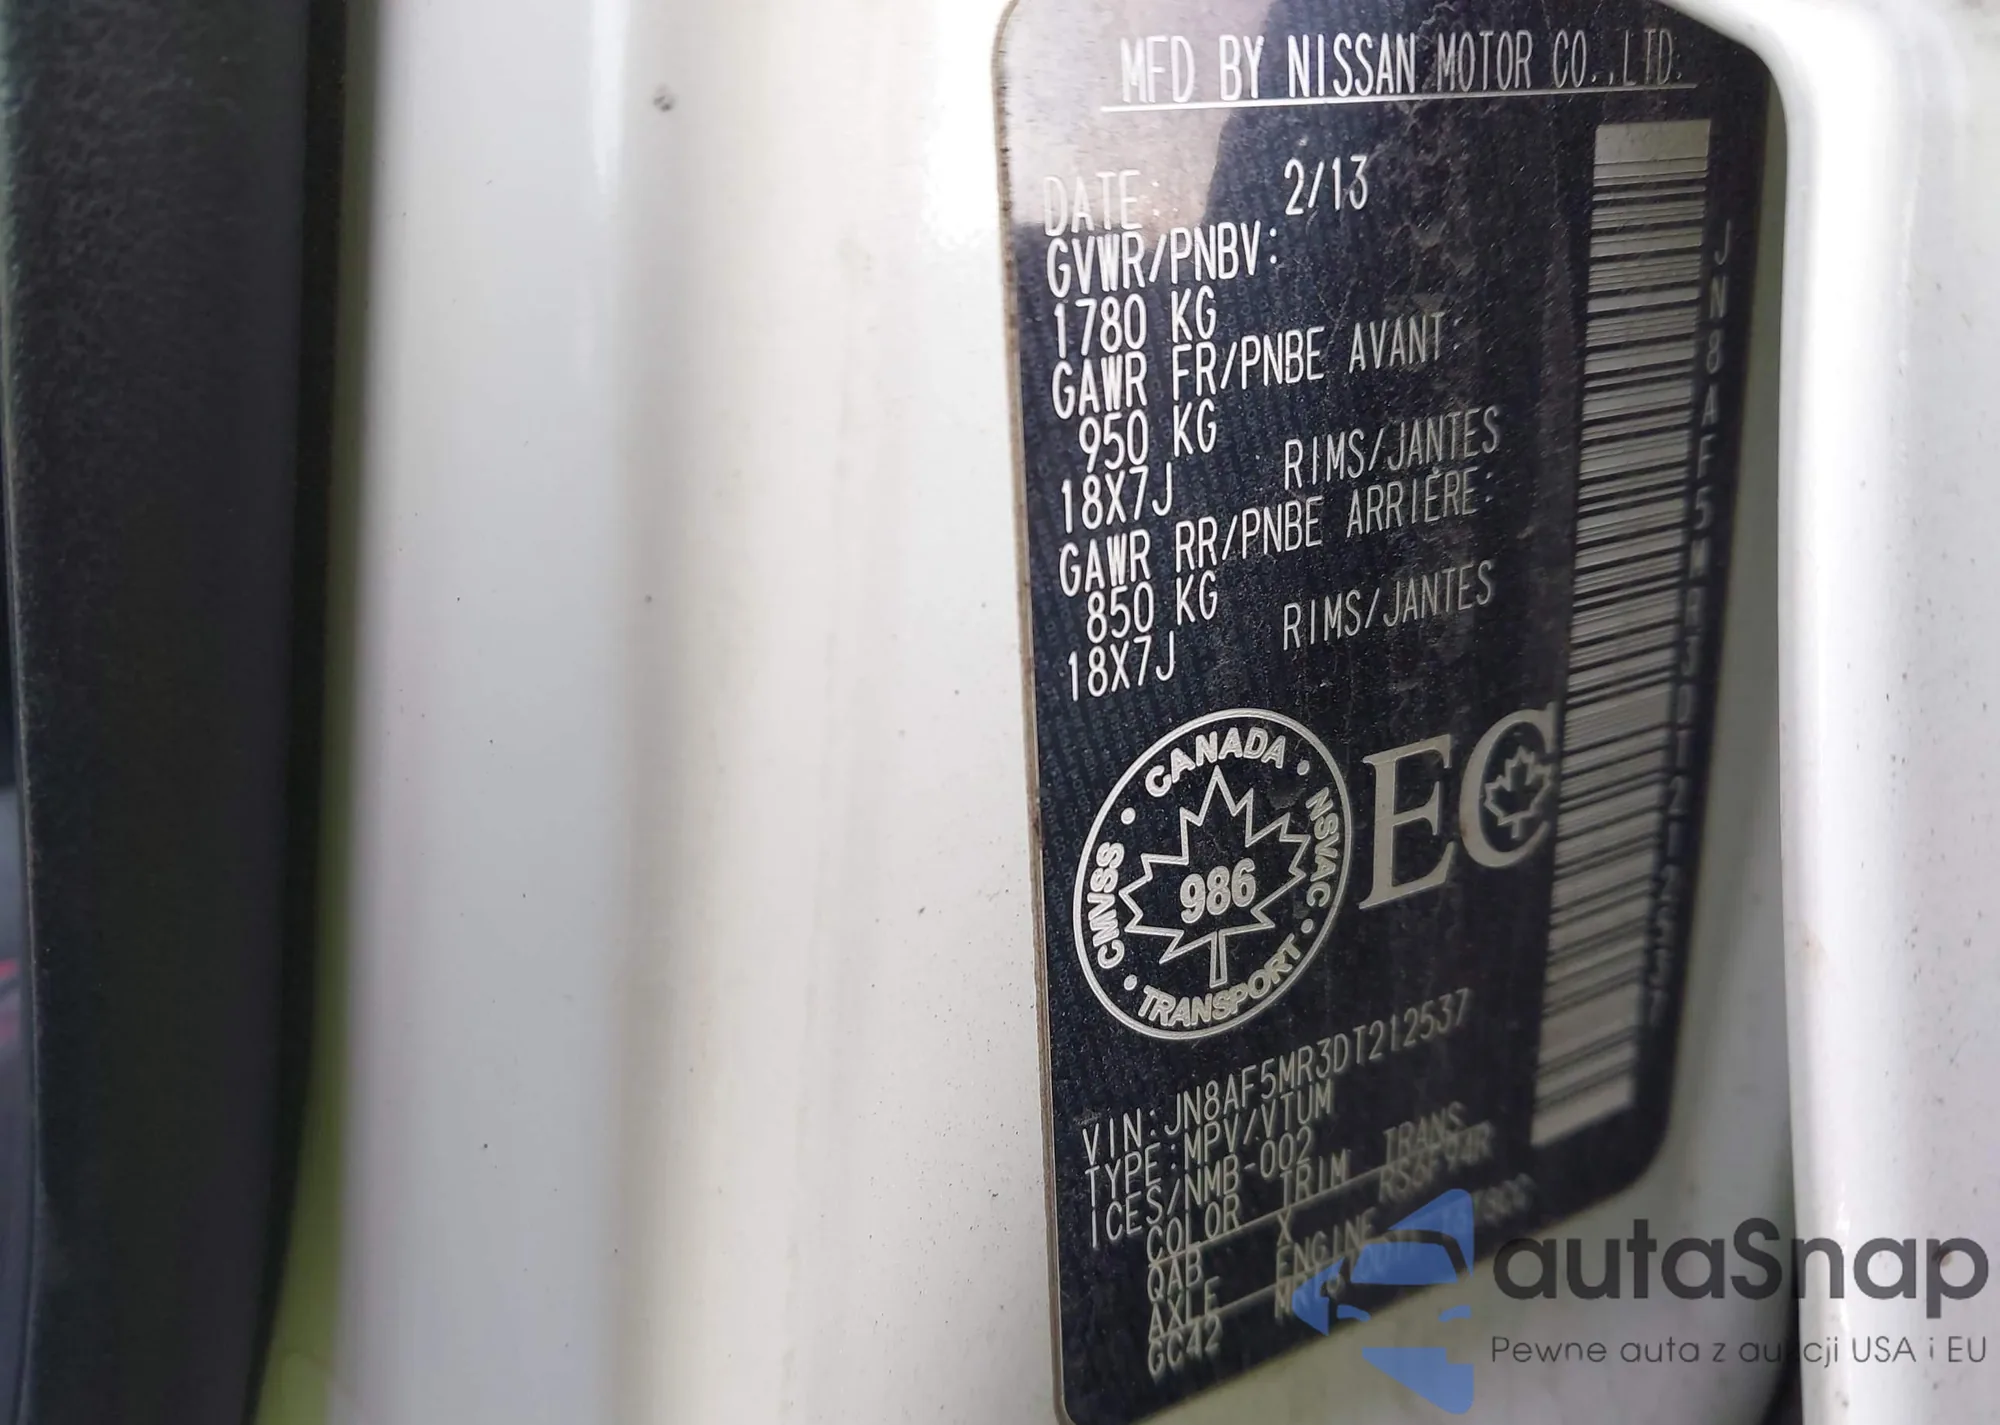 MFD BY NISSAN MOTOR CO.,LTD.
DATE 2/13
GVWR/PNBV:
1780 KG
GAWR FR/PNBE AVANT:
950 KG
18X7J RIMS/JANTES
GAWR RR/PNBE ARRIÈRE:
850 KG
18X7J RIMS/JANTES
CANADA • NSVAC • TRANSPORT • CMVSS •
986
EC
VIN:JN8AF5MR3DT212537
TYPE:MPV/VTUM
ICES/NMB-002
COLOR TRIM TRANS
QAB X RS6F94R
AXLE ENGINE
GC42
autaSnap
Pewne auta z aukcji USA i EU